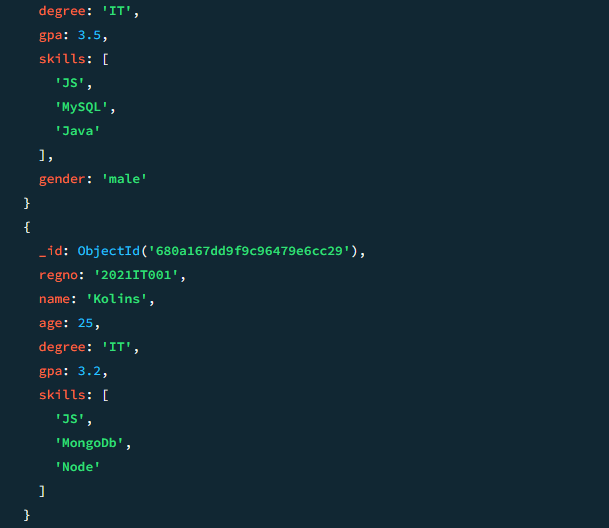 degree: 'IT',
gpa: 3.5,
skills: [
'JS',
'MySQL',
'Java'
],
gender: 'male'
}
{
_id: ObjectId('680a167dd9f9c96479e6cc29'),
regno: '2021IT001',
name: 'Kolins',
age: 25,
degree: 'IT',
gpa: 3.2,
skills: [
'JS',
'MongoDb',
'Node'
]
}